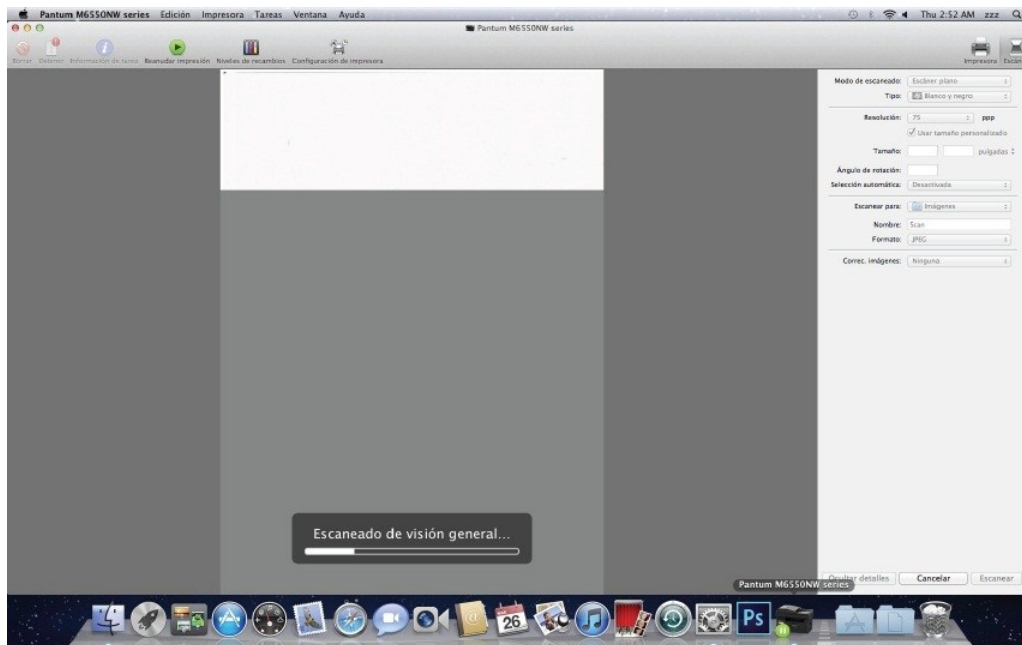 Pantum M6550NW series Edición Impresora Tareas Ventana Ayuda Thu 2:52 AM zzz
Pantum M6550NW series
Borrar Detener Información de tarea Reanudar impresión Niveles de recambios Configuración de impresora Impresora Escán
Modo de escaneado: Escáner plano
Tipo: Blanco y negro
Resolución: 75 ppp
Usar tamaño personalizado
Tamaño: pulgadas
Ángulo de rotación:
Selección automática: Desactivada
Escanear para: Imágenes
Nombre: Scan
Formato: JPEG
Correc. imágenes: Ninguna
Escaneado de visión general...
Ocultar detalles Cancelar Escanear
Pantum M6550NW series
26
Ps